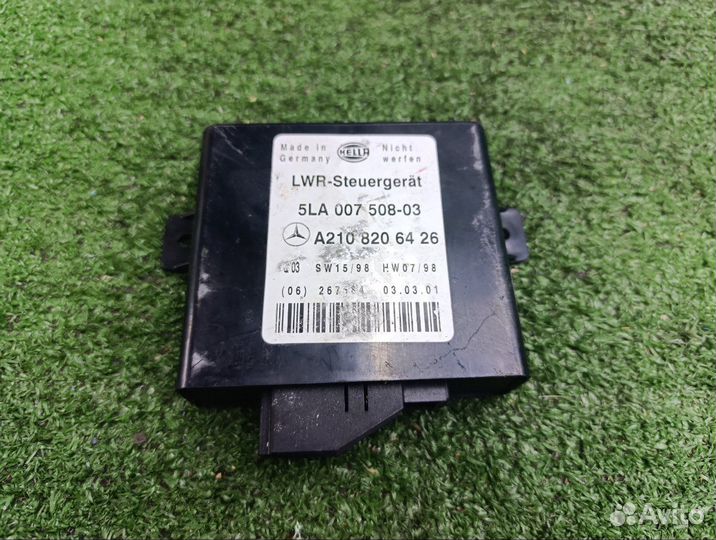 Made in Germany
HELLA
Nicht werfen
LWR-Steuergerät
5LA 007 508-03
A210 820 64 26
03 SW15/98 HW07/98
(06) 03.03.01
Avito